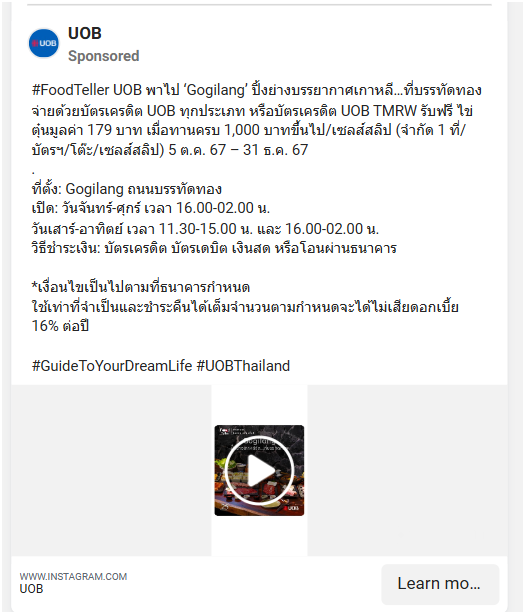 UOB
UOB
Sponsored
#FoodTeller UOB พาไป ‘Gogilang’ ปิ้งย่างบรรยากาศเกาหลี...ที่บรรทัดทอง
จ่ายด้วยบัตรเครดิต UOB ทุกประเภท หรือบัตรเครดิต UOB TMRW รับฟรี ไข่
ตุ๋นมูลค่า 179 บาท เมื่อทานครบ 1,000 บาทขึ้นไป/เซลส์สลิป (จำกัด 1 ที่/
บัตรฯ/โต๊ะ/เซลส์สลิป) 5 ต.ค. 67 – 31 ธ.ค. 67
.
ที่ตั้ง: Gogilang ถนนบรรทัดทอง
เปิด: วันจันทร์-ศุกร์ เวลา 16.00-02.00 น.
วันเสาร์-อาทิตย์ เวลา 11.30-15.00 น. และ 16.00-02.00 น.
วิธีชำระเงิน: บัตรเครดิต บัตรเดบิต เงินสด หรือโอนผ่านธนาคาร
*เงื่อนไขเป็นไปตามที่ธนาคารกำหนด
ใช้เท่าที่จำเป็นและชำระคืนได้เต็มจำนวนตามกำหนดจะได้ไม่เสียดอกเบี้ย
16% ต่อปี
#GuideToYourDreamLife #UOBThailand
Gogilang
UOB
WWW.INSTAGRAM.COM
UOB
Learn mo...